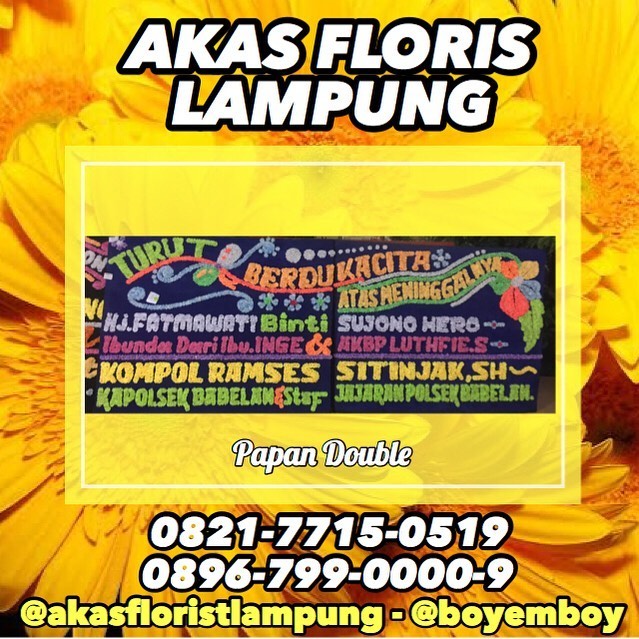 AKAS FLORIS
LAMPUNG
TURUT BERDUKACITA
ATAS MENINGGALNYA
HJ.FATMAWATI Binti SUJONO HERO
Ibunda Dari Ibu.INGE & AKBP LUTHFIE.S
KOMPOL RAMSES SITINJAK,SH
KAPOLSEK BABELAN & Staf JAJARAN POLSEK BABELAN.
Papan Double
0821-7715-0519
0896-799-0000-9
@akasfloristlampung - @boyemboy